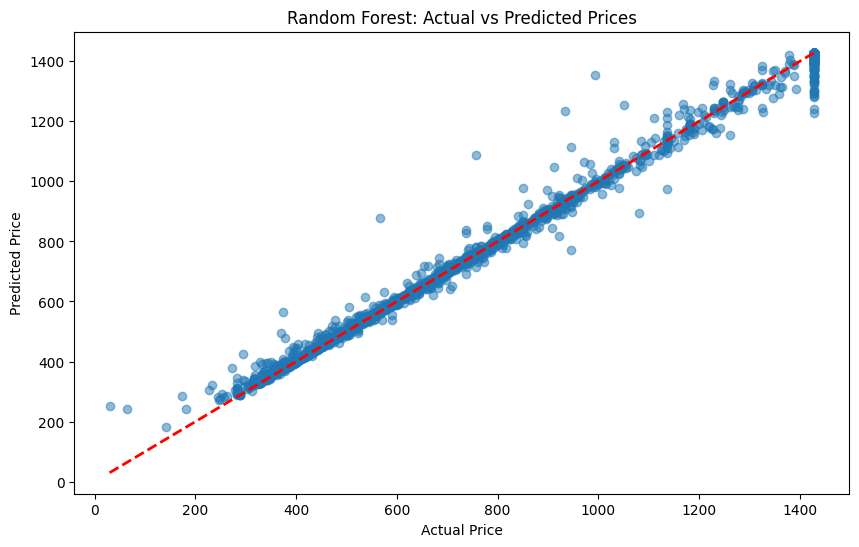 Random Forest: Actual vs Predicted Prices
1400
1200
1000
800
600
400
200
0
Predicted Price
0 200 400 600 800 1000 1200 1400
Actual Price